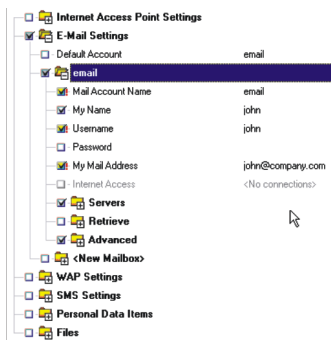 Internet Access Point Settings
E-Mail Settings
Default Account email
email
Mail Account Name email
My Name john
Username john
Password
My Mail Address john@company.com
Internet Access <No connections>
Servers
Retrieve
Advanced
<New Mailbox>
WAP Settings
SMS Settings
Personal Data Items
Files